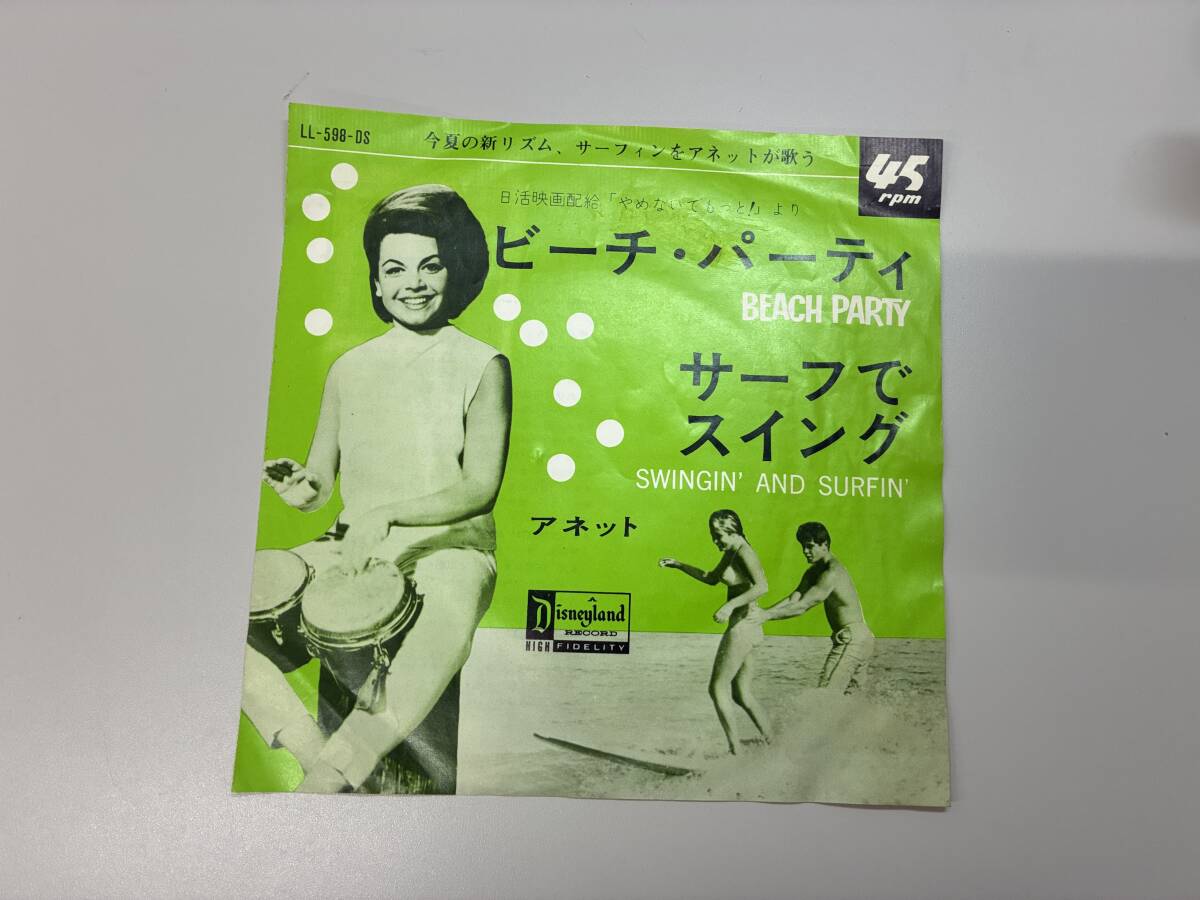 LL-598-DS
今夏の新リズム、サーフィンをアネットが歌う
45
rpm
日活映画配給「やめないでもっと!」より
ビーチ・パーティ
BEACH PARTY
サーフで
スイング
SWINGIN' AND SURFIN'
アネット
A
Disneyland
RECORD
HIGH FIDELITY